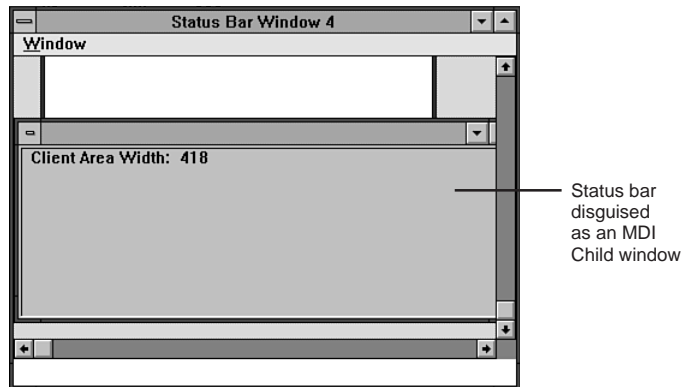 Status Bar Window 4
Window
Client Area Width: 418
Status bar
disguised
as an MDI
Child window